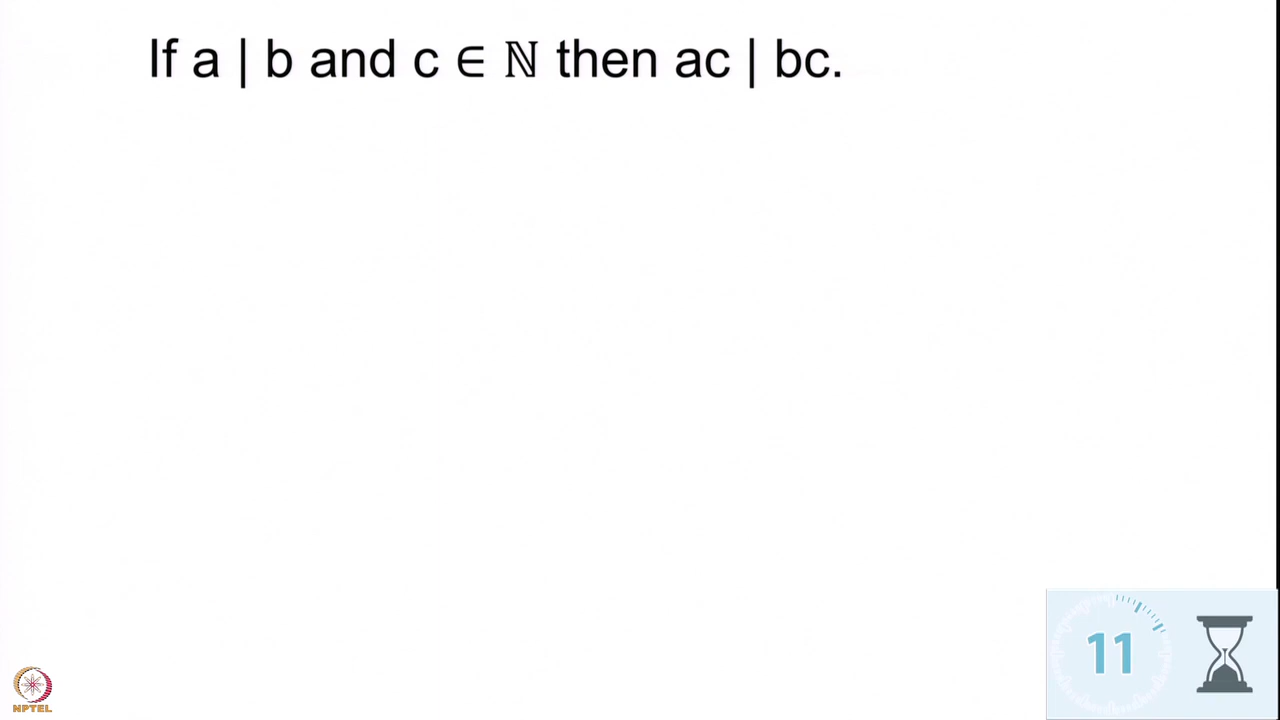 If a | b and c ∈ ℕ then ac | bc.
11
NPTEL